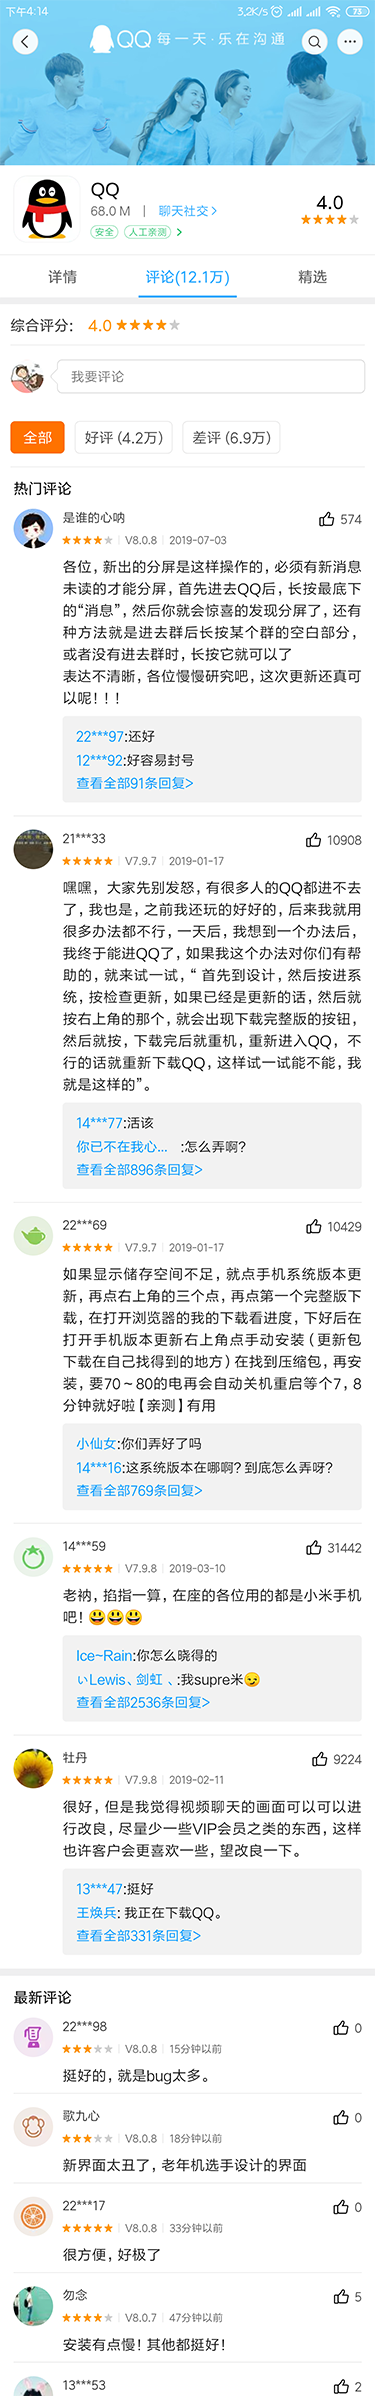 下午4:14
3.2K/s
73
QQ 每一天·乐在沟通
QQ
68.0 M | 聊天社交
安全 人工亲测
4.0
详情
评论(12.1万)
精选
综合评分: 4.0
我要评论
全部
好评 (4.2万)
差评 (6.9万)
热门评论
是谁的心呐
574
V8.0.8 2019-07-03
各位，新出的分屏是这样操作的，必须有新消息
未读的才能分屏，首先进去QQ后，长按最底下
的“消息”，然后你就会惊喜的发现分屏了，还有
种方法就是进去群后长按某个群的空白部分，
或者没有进去群时，长按它就可以了
表达不清晰，各位慢慢研究吧，这次更新还真可
以呢！！！
22***97:还好
12***92:好容易封号
查看全部91条回复>
21***33
10908
V7.9.7 2019-01-17
嘿嘿，大家先别发怒，有很多人的QQ都进不去
了，我也是，之前我还玩的好好的，后来我就用
很多办法都不行，一天后，我想到一个办法后，
我终于能进QQ了，如果我这个办法对你们有帮
助的，就来试一试，“ 首先到设计，然后按进系
统，按检查更新，如果已经是更新的话，然后就
按右上角的那个，就会出现下载完整版的按钮，
然后就按，下载完后就重机，重新进入QQ，不
行的话就重新下载QQ，这样试一试能不能，我
就是这样的”。
14***77:活该
你已不在我心... :怎么弄啊?
查看全部896条回复>
22***69
10429
V7.9.7 2019-01-17
如果显示储存空间不足，就点手机系统版本更
新，再点右上角的三个点，再点第一个完整版下
载，在打开浏览器的我的下载看进度，下好后在
打开手机版本更新右上角点手动安装（更新包
下载在自己找得到的地方）在找到压缩包，再安
装，要70～80的电再会自动关机重启等个7，8
分钟就好啦【亲测】有用
小仙女:你们弄好了吗
14***16:这系统版本在哪啊? 到底怎么弄呀?
查看全部769条回复>
14***59
31442
V7.9.8 2019-03-10
老衲，掐指一算，在座的各位用的都是小米手机
吧！😃😃😃
Ice~Rain:你怎么晓得的
ぃLewis、剑虹 、:我supre米😏
查看全部2536条回复>
牡丹
9224
V7.9.8 2019-02-11
很好，但是我觉得视频聊天的画面可以可以进
行改良，尽量少一些VIP会员之类的东西，这样
也许客户会更喜欢一些，望改良一下。
13***47:挺好
王焕兵: 我正在下载QQ。
查看全部331条回复>
最新评论
22***98
0
V8.0.8 15分钟以前
挺好的，就是bug太多。
歌九心
0
V8.0.8 18分钟以前
新界面太丑了，老年机选手设计的界面
22***17
0
V8.0.8 33分钟以前
很方便，好极了
勿念
5
V8.0.7 47分钟以前
安装有点慢！其他都挺好！
13***53
2